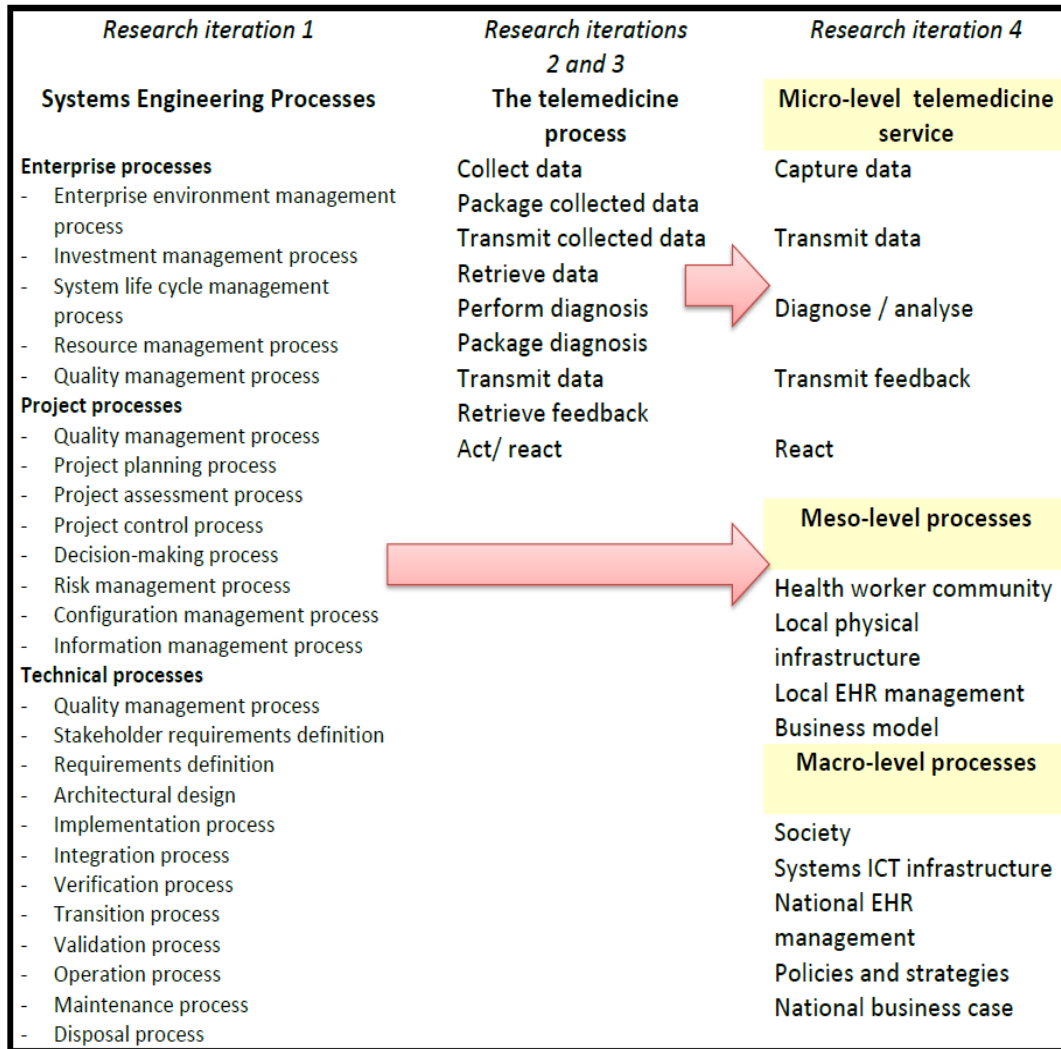 Research iteration 1
Systems Engineering Processes
Enterprise processes
- Enterprise environment management
process
- Investment management process
- System life cycle management
process
- Resource management process
- Quality management process
Project processes
- Quality management process
- Project planning process
- Project assessment process
- Project control process
- Decision-making process
- Risk management process
- Configuration management process
- Information management process
Technical processes
- Quality management process
- Stakeholder requirements definition
- Requirements definition
- Architectural design
- Implementation process
- Integration process
- Verification process
- Transition process
- Validation process
- Operation process
- Maintenance process
- Disposal process
Research iterations
2 and 3
The telemedicine
process
Collect data
Package collected data
Transmit collected data
Retrieve data
Perform diagnosis
Package diagnosis
Transmit data
Retrieve feedback
Act/ react
Research iteration 4
Micro-level telemedicine
service
Capture data
Transmit data
Diagnose / analyse
Transmit feedback
React
Meso-level processes
Health worker community
Local physical
infrastructure
Local EHR management
Business model
Macro-level processes
Society
Systems ICT infrastructure
National EHR
management
Policies and strategies
National business case